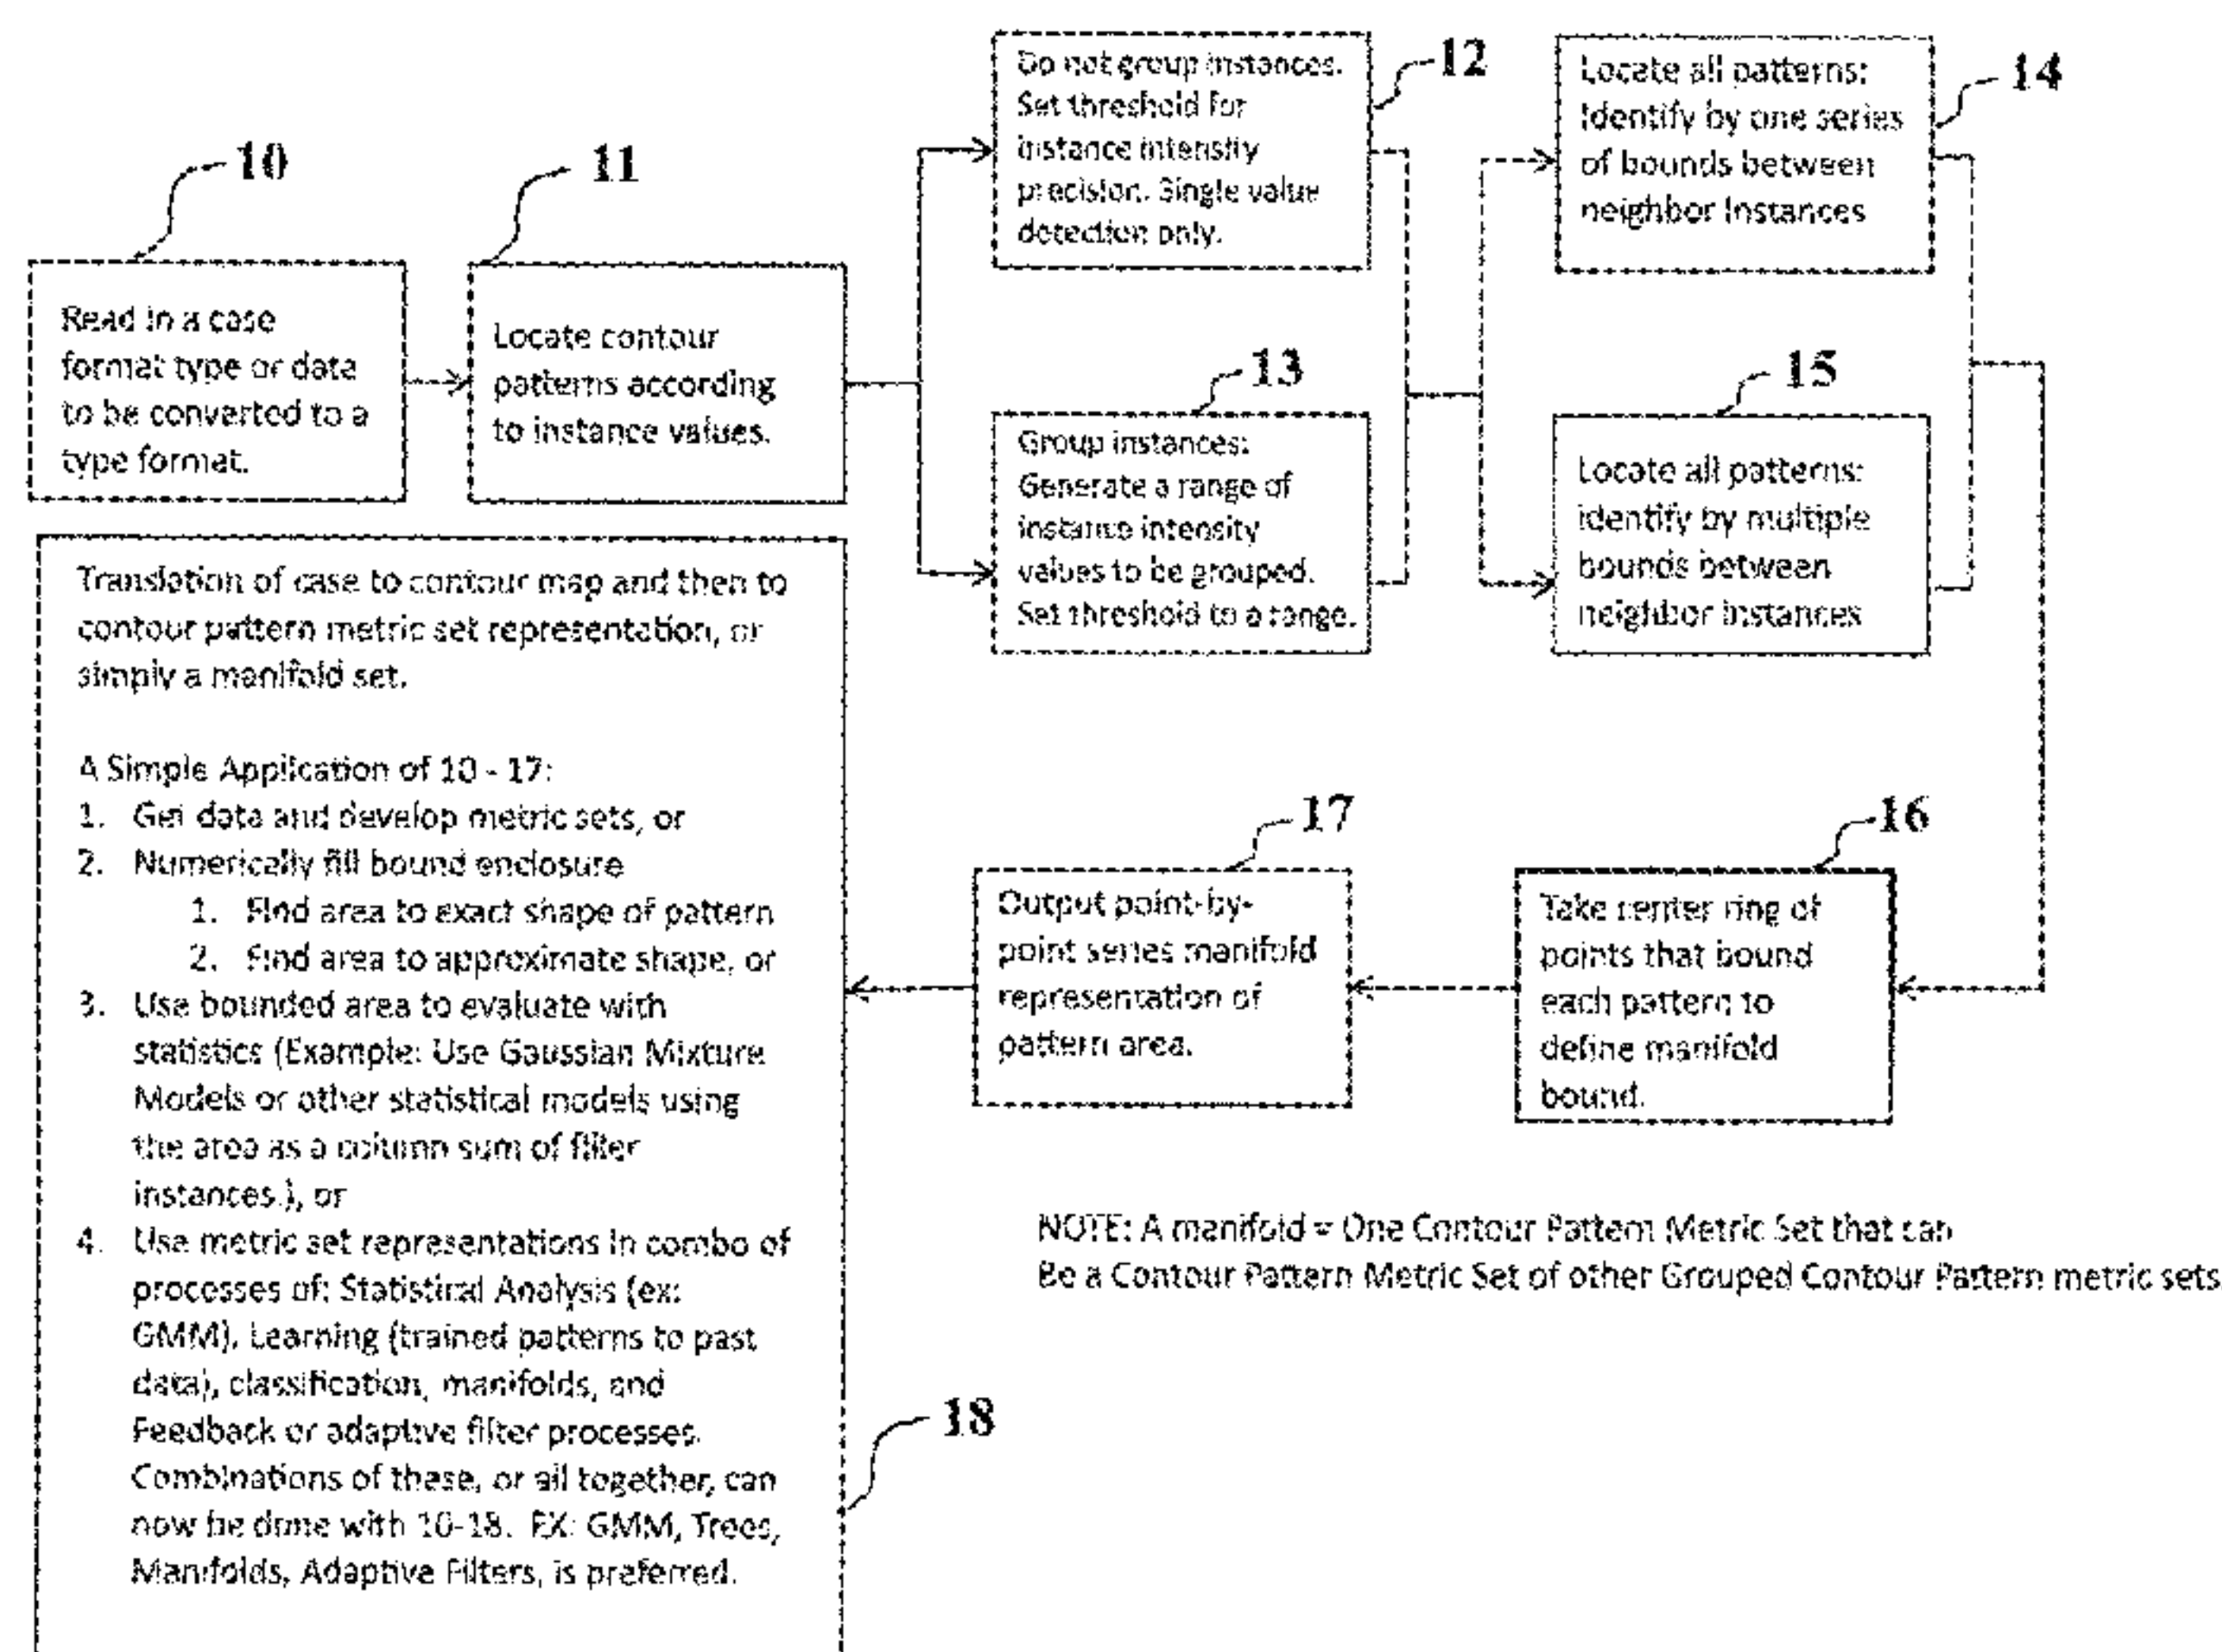 10
Read in a case
format type or data
to be converted to a
type format.
11
Locate contour
patterns according
to instance values.
12
Do not group instances.
Set threshold for
instance intensity
precision. Single value
detection only.
13
Group instances:
Generate a range of
instance intensity
values to be grouped.
Set threshold to a range.
14
Locate all patterns:
Identify by one series
of bounds between
neighbor Instances
15
Locate all patterns:
identify by multiple
bounds between
neighbor instances
16
Take center ring of
points that bound
each pattern to
define manifold
bound.
17
Output point-by-
point series manifold
representation of
pattern area.
18
Translation of case to contour map and then to
contour pattern metric set representation, or
simply a manifold set.
A Simple Application of 10 - 17:
1. Get data and develop metric sets, or
2. Numerically fill bound enclosure
1. Find area to exact shape of pattern
2. Find area to approximate shape, or
3. Use bounded area to evaluate with
statistics (Example: Use Gaussian Mixture
Models or other statistical models using
the area as a column sum of filler
instances.), or
4. Use metric set representations in combo of
processes of: Statistical Analysis (ex:
GMM), Learning (trained patterns to past
data), classification, manifolds, and
Feedback or adaptive filter processes.
Combinations of these, or all together, can
now be done with 10-18. EX: GMM, Trees,
Manifolds, Adaptive Filters, is preferred.
NOTE: A manifold = One Contour Pattern Metric Set that can
Be a Contour Pattern Metric Set of other Grouped Contour Pattern metric sets